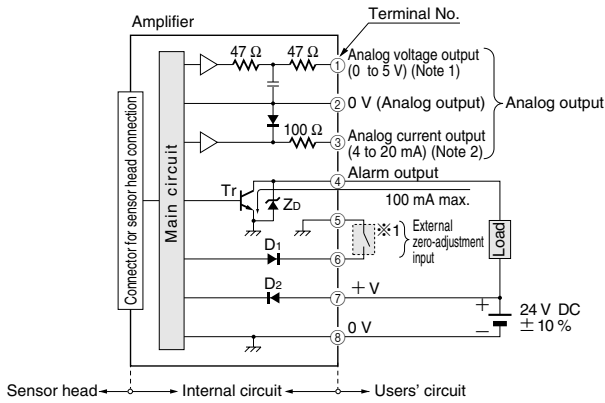 Terminal No.
Amplifier
47 Ω
47 Ω
1
Analog voltage output
(0 to 5 V) (Note 1)
2
0 V (Analog output)
Analog output
100 Ω
3
Analog current output
(4 to 20 mA) (Note 2)
Connector for sensor head connection
Main circuit
4
Alarm output
Tr
ZD
100 mA max.
5
※1
External
zero-adjustment
input
Load
D1
6
D2
7
+ V
+
24 V DC
± 10 %
−
8
0 V
Sensor head
Internal circuit
Users' circuit